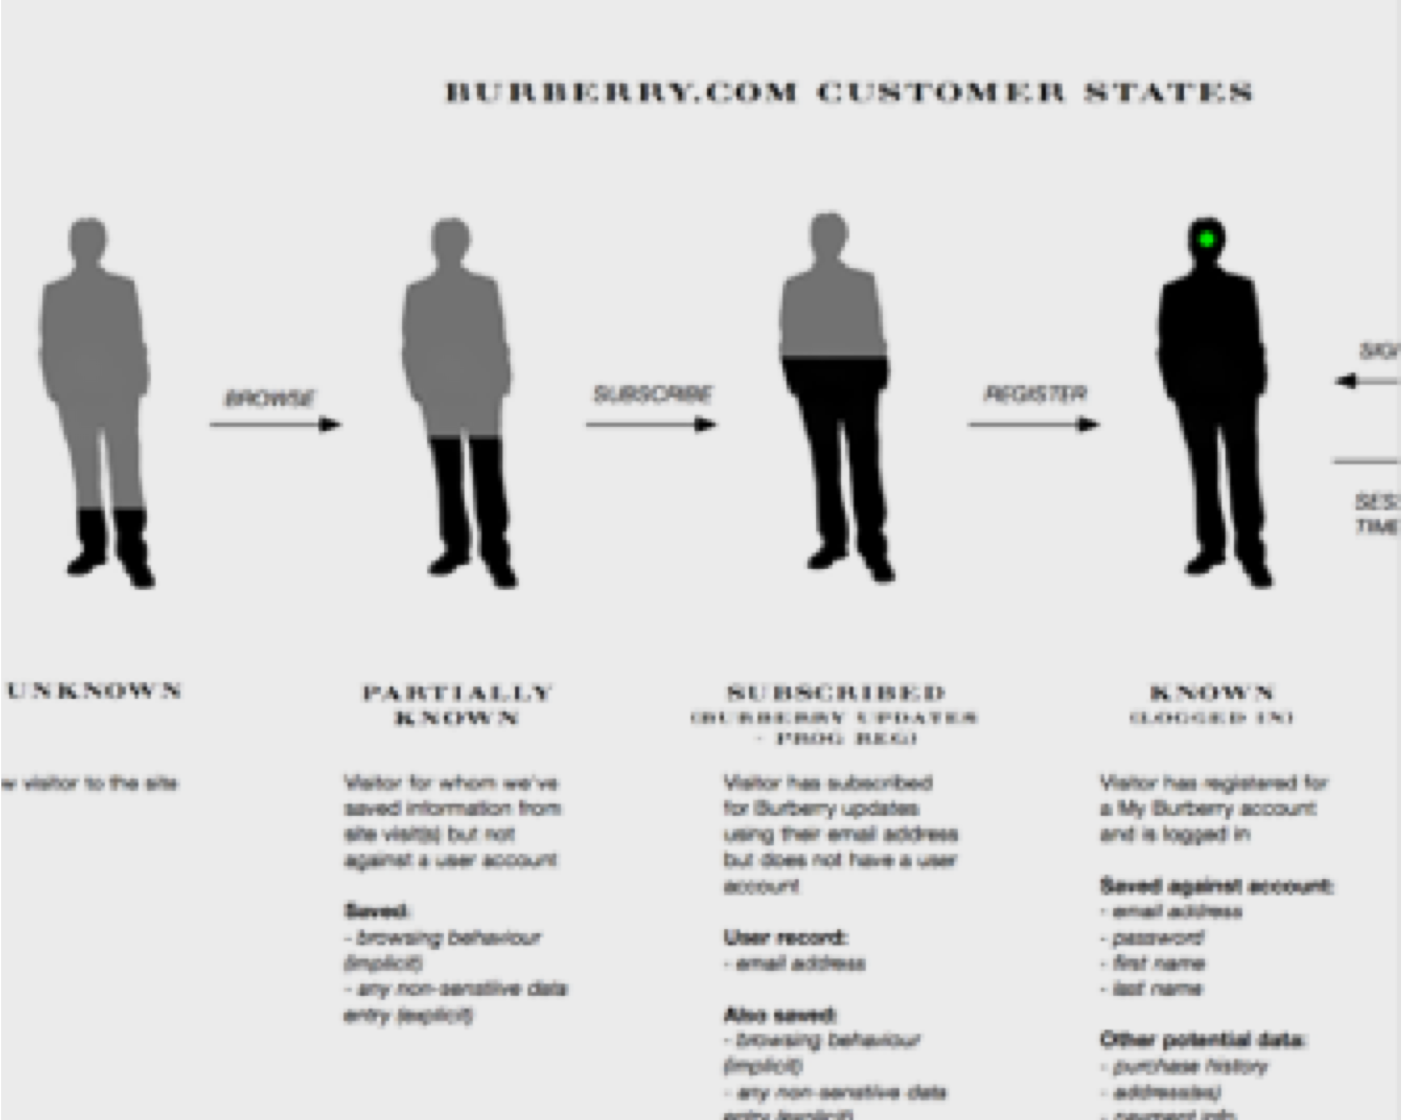 BURBERRY.COM CUSTOMER STATES
BROWSE
SUBSCRIBE
REGISTER
SIG
SES
TIME
UNKNOWN
w visitor to the site
PARTIALLY
KNOWN
Visitor for whom we've
saved information from
site visit(s) but not
against a user account
Saved:
- browsing behaviour
(implicit)
- any non-sensitive data
entry (explicit)
SUBSCRIBED
(BURBERRY UPDATES
- PROG REG)
Visitor has subscribed
for Burberry updates
using their email address
but does not have a user
account
User record:
- email address
Also saved:
- browsing behaviour
(implicit)
- any non-sensitive data
entry (explicit)
KNOWN
(LOGGED IN)
Visitor has registered for
a My Burberry account
and is logged in
Saved against account:
- email address
- password
- first name
- last name
Other potential data:
- purchase history
- address(es)
- payment info